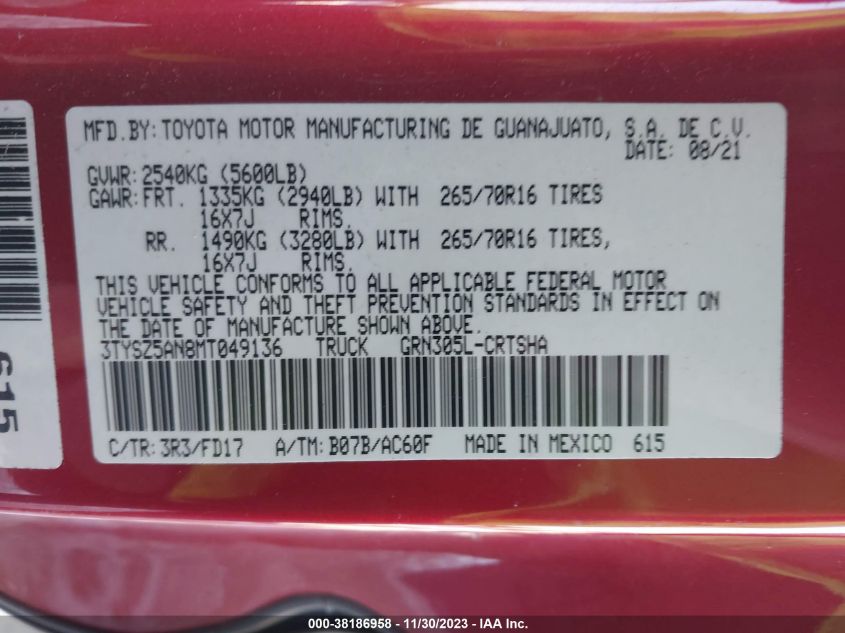 MFD.BY: TOYOTA MOTOR MANUFACTURING DE GUANAJUATO, S.A. DE C.V.
DATE: 08/21
GVWR: 2540KG (5600LB)
GAWR: FRT. 1335KG (2940LB) WITH 265/70R16 TIRES
16X7J RIMS.
RR. 1490KG (3280LB) WITH 265/70R16 TIRES,
16X7J RIMS.
THIS VEHICLE CONFORMS TO ALL APPLICABLE FEDERAL MOTOR
VEHICLE SAFETY AND THEFT PREVENTION STANDARDS IN EFFECT ON
THE DATE OF MANUFACTURE SHOWN ABOVE.
3TYSZ5AN8MT049136 TRUCK GRN305L-CRTSHA
C/TR: 3R3/FD17 A/TM: B07B/AC60F MADE IN MEXICO 615
615
000-38186958 - 11/30/2023 - IAA Inc.